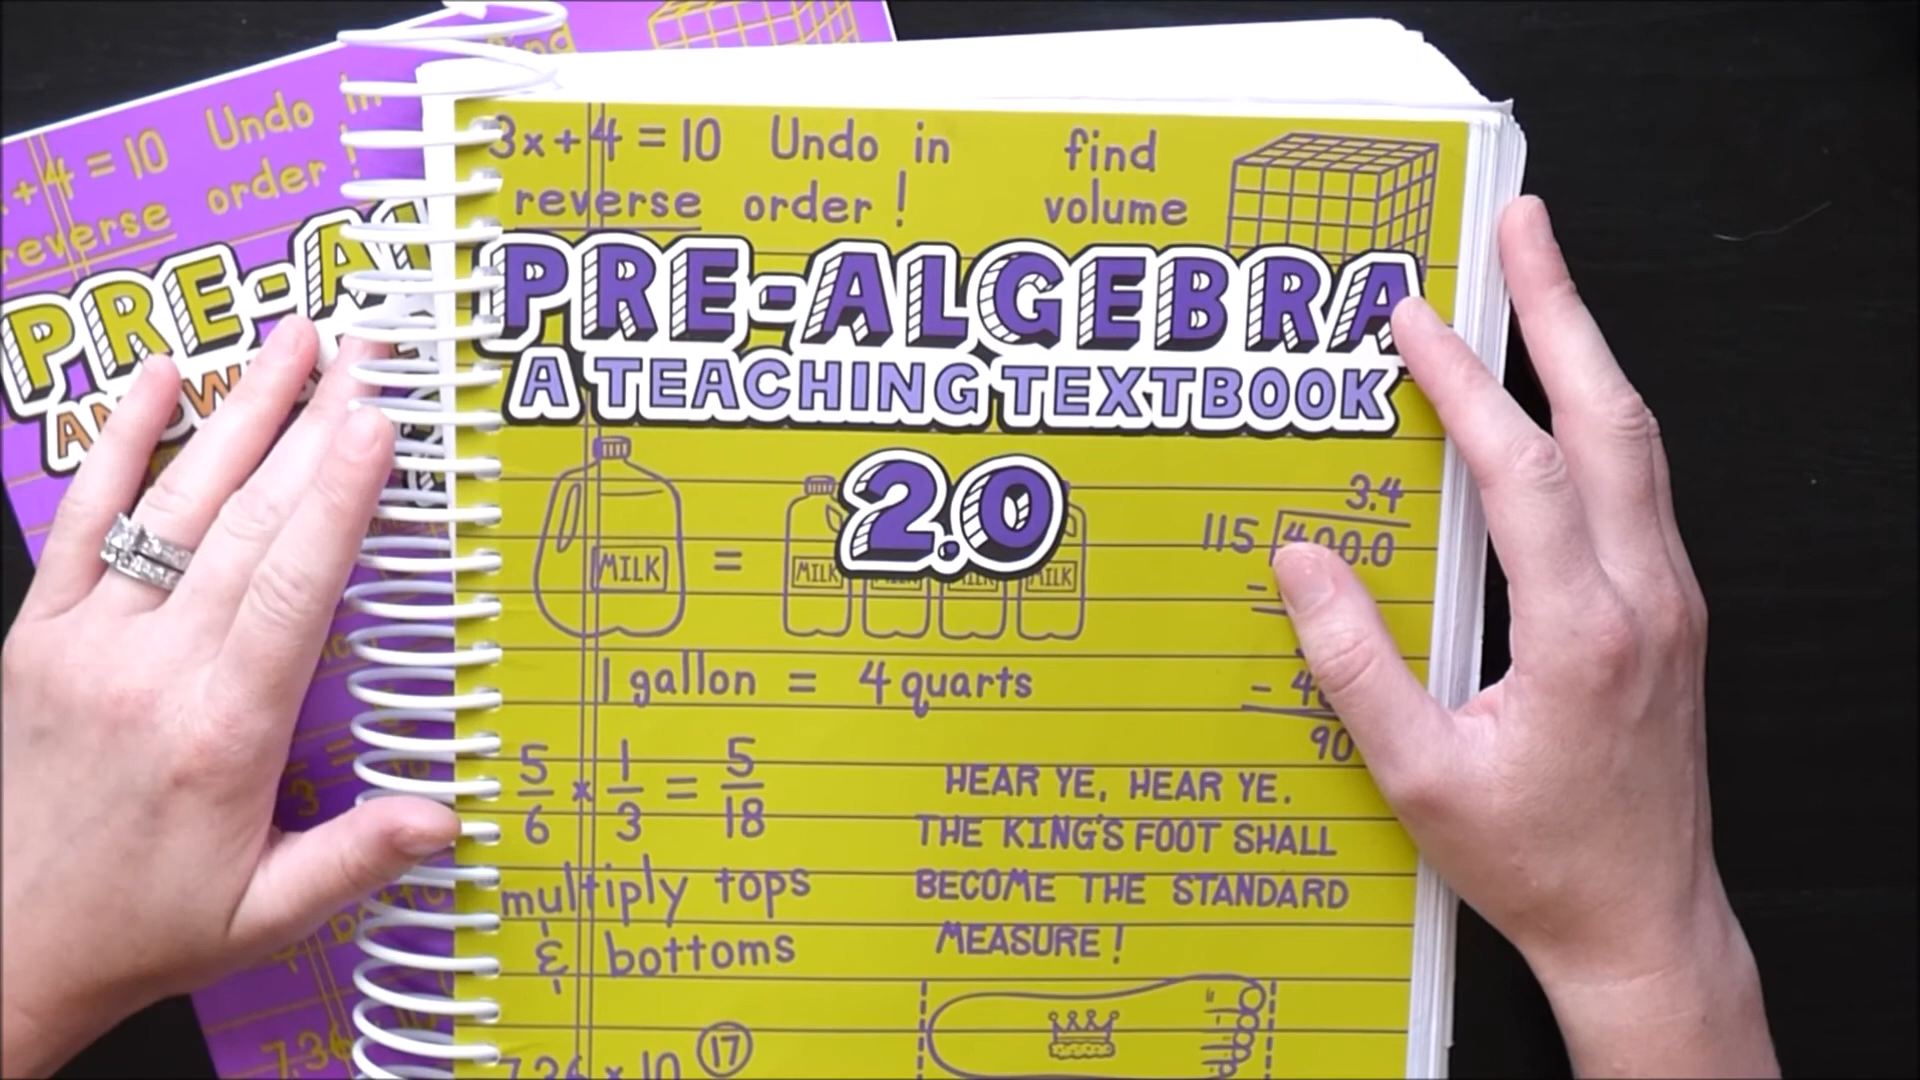 3x+4=10 Undo in
reverse order!
find
volume
PRE-ALGEBRA
A TEACHING TEXTBOOK
2.0
MILK = MILK MILK
1 gallon = 4 quarts
3.4
115 400.0
90
5/6 × 1/3 = 5/18
multiply tops
& bottoms
HEAR YE, HEAR YE.
THE KING'S FOOT SHALL
BECOME THE STANDARD
MEASURE!
7.36 × 10 17
+4=10 Undo in
reverse order!
PRE-A